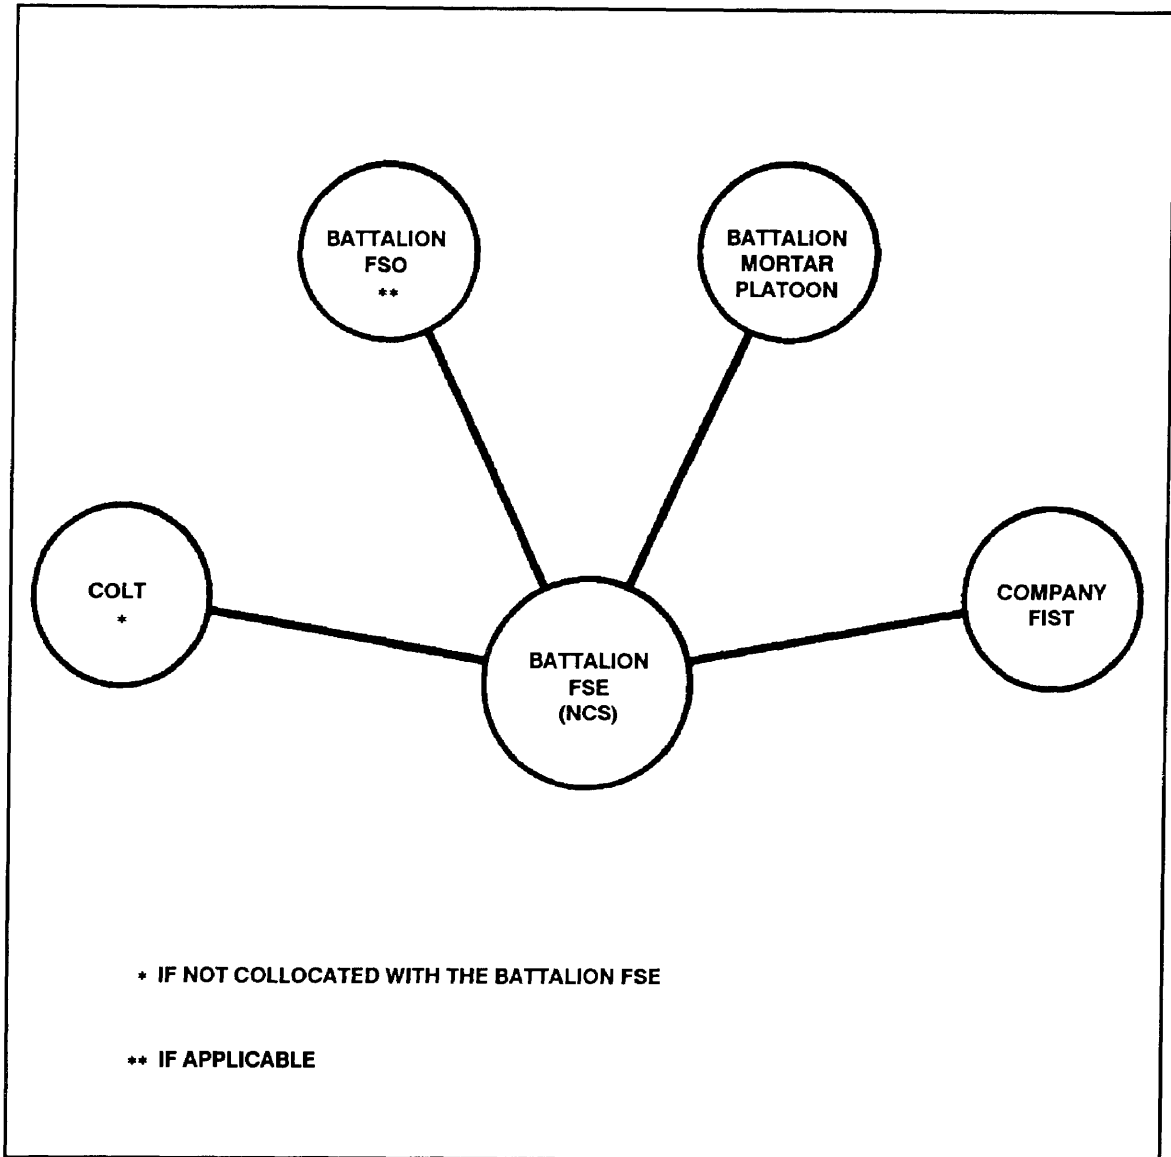 BATTALION
FSO
**
BATTALION
MORTAR
PLATOON
COLT
*
BATTALION
FSE
(NCS)
COMPANY
FIST
* IF NOT COLLOCATED WITH THE BATTALION FSE
** IF APPLICABLE